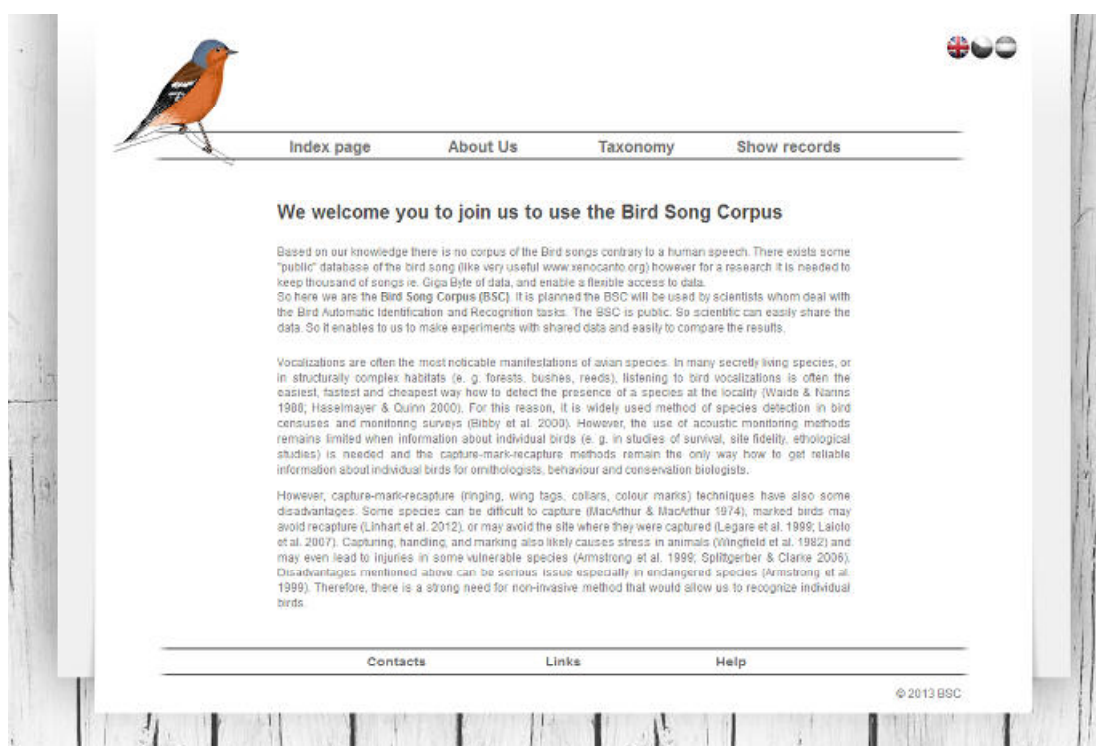 Index page About Us Taxonomy Show records
We welcome you to join us to use the Bird Song Corpus
Based on our knowledge there is no corpus of the Bird songs contrary to a human speech. There exists some
"public" database of the bird song (like very useful www.xenocanto.org) however for a research it is needed to
keep thousand of songs ie. Giga Byte of data, and enable a flexible access to data.
So here we are the Bird Song Corpus (BSC). It is planned the BSC will be used by scientists whom deal with
the Bird Automatic Identification and Recognition tasks. The BSC is public. So scientific can easily share the
data. So it enables to us to make experiments with shared data and easily to compare the results.
Vocalizations are often the most noticable manifestations of avian species. In many secretly living species, or
in structurally complex habitats (e. g. forests, bushes, reeds), listening to bird vocalizations is often the
easiest, fastest and cheapest way how to detect the presence of a species at the locality (Waide & Narins
1988; Haselmayer & Quinn 2000). For this reason, it is widely used method of species detection in bird
censuses and monitoring surveys (Bibby et al. 2000). However, the use of acoustic monitoring methods
remains limited when information about individual birds (e. g. in studies of survival, site fidelity, ethological
studies) is needed and the capture-mark-recapture methods remain the only way how to get reliable
information about individual birds for ornithologists, behaviour and conservation biologists.
However, capture-mark-recapture (ringing, wing tags, collars, colour marks) techniques have also some
disadvantages. Some species can be difficult to capture (MacArthur & MacArthur 1974), marked birds may
avoid recapture (Linhart et al. 2012), or may avoid the site where they were captured (Legare et al. 1999; Laiolo
et al. 2007). Capturing, handling, and marking also likely causes stress in animals (Wingfield et al. 1982) and
may even lead to injuries in some vulnerable species (Armstrong et al. 1999; Splittgerber & Clarke 2006).
Disadvantages mentioned above can be serious issue especially in endangered species (Armstrong et al.
1999). Therefore, there is a strong need for non-invasive method that would allow us to recognize individual
birds.
Contacts Links Help
© 2013 BSC